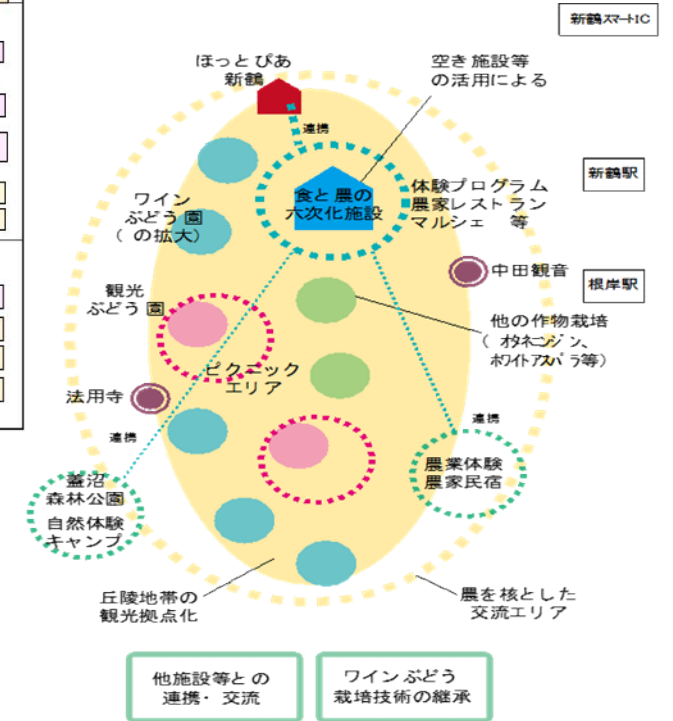 新鶴スマートIC
ほっとぴあ
新鶴
空き施設等
の活用による
連携
新鶴駅
食と農の
六次化施設
体験プログラム
農家レストラン
マルシェ 等
ワイン
ぶどう園
(の拡大)
中田観音
根岸駅
観光
ぶどう園
他の作物栽培
(オタネニンジン、
ホワイトアスパラ等)
ピクニック
エリア
法用寺
連携
連携
農業体験
農家民宿
蓋沼
森林公園
自然体験
キャンプ
丘陵地帯の
観光拠点化
農を核とした
交流エリア
他施設等との
連携・交流
ワインぶどう
栽培技術の継承